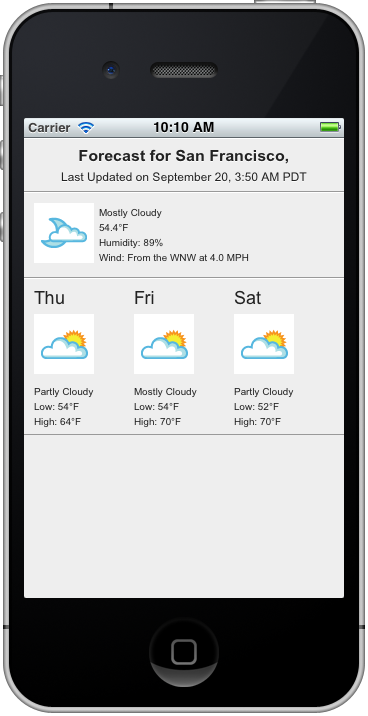 Carrier 10:10 AM
Forecast for San Francisco,
Last Updated on September 20, 3:50 AM PDT
Mostly Cloudy
54.4°F
Humidity: 89%
Wind: From the WNW at 4.0 MPH
Thu Fri Sat
Partly Cloudy Mostly Cloudy Partly Cloudy
Low: 54°F Low: 54°F Low: 52°F
High: 64°F High: 70°F High: 70°F